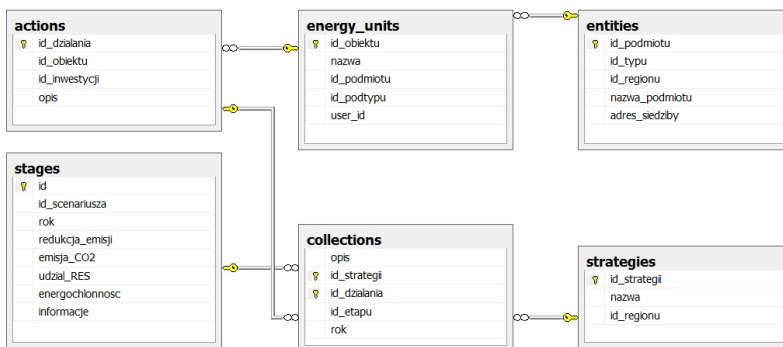 actions
id_dzialania
id_obiektu
id_inwestycji
opis
energy_units
id_obiektu
nazwa
id_podmiotu
id_podtypu
user_id
entities
id_podmiotu
id_typu
id_regionu
nazwa_podmiotu
adres_siedziby
stages
id
id_scenariusza
rok
redukcja_emisji
emisja_CO2
udzial_RES
energochlonnosc
informacje
collections
opis
id_strategii
id_dzialania
id_etapu
rok
strategies
id_strategii
nazwa
id_regionu